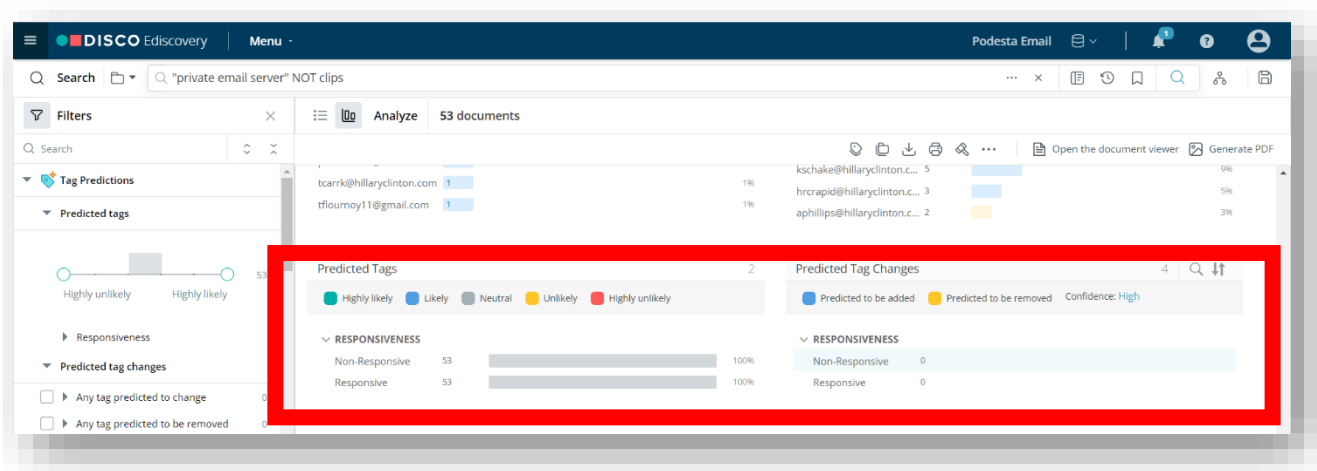 DISCO Ediscovery
Menu
Podesta Email
1
Search
"private email server" NOT clips
Filters
Analyze
53 documents
Search
Open the document viewer
Generate PDF
Tag Predictions
Predicted tags
53
Highly unlikely
Highly likely
Responsiveness
Predicted tag changes
Any tag predicted to change
Any tag predicted to be removed
tcarrk@hillaryclinton.com 1 1%
tflournoy11@gmail.com 1 1%
kschake@hillaryclinton.c... 5 9%
hrcrapid@hillaryclinton.c... 3 5%
aphillips@hillaryclinton.c... 2 3%
Predicted Tags 2
Highly likely Likely Neutral Unlikely Highly unlikely
RESPONSIVENESS
Non-Responsive 53 100%
Responsive 53 100%
Predicted Tag Changes 4
Predicted to be added Predicted to be removed Confidence: High
RESPONSIVENESS
Non-Responsive 0
Responsive 0